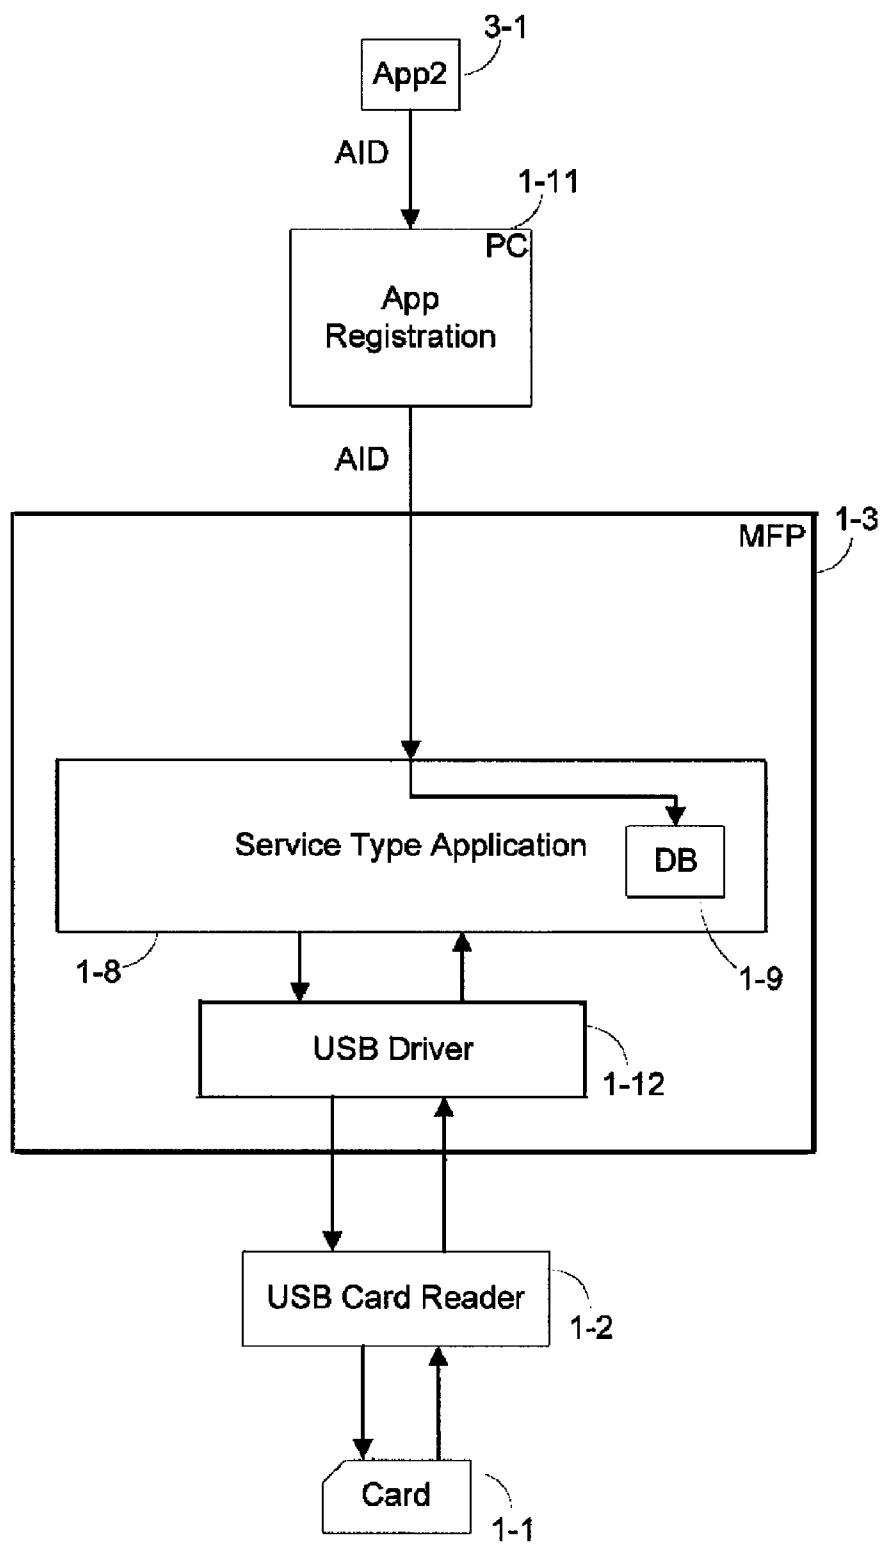 3-1
App2
AID
1-11
PC
App
Registration
AID
1-3
MFP
Service Type Application
DB
1-8
1-9
USB Driver
1-12
USB Card Reader
1-2
Card
1-1